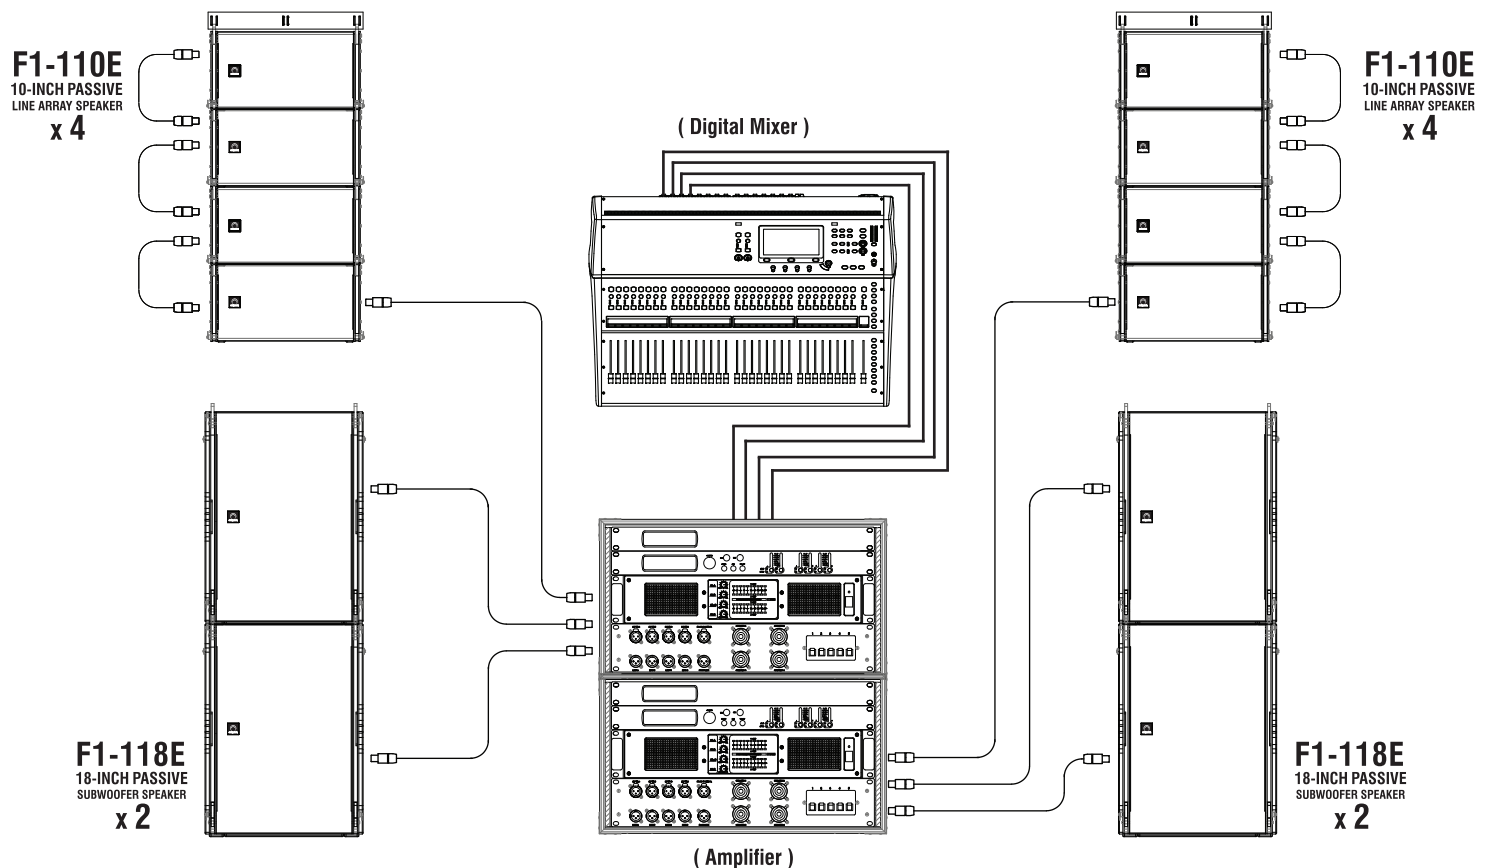 F1-110E
10-INCH PASSIVE
LINE ARRAY SPEAKER
x 4
( Digital Mixer )
F1-110E
10-INCH PASSIVE
LINE ARRAY SPEAKER
x 4
F1-118E
18-INCH PASSIVE
SUBWOOFER SPEAKER
x 2
( Amplifier )
F1-118E
18-INCH PASSIVE
SUBWOOFER SPEAKER
x 2